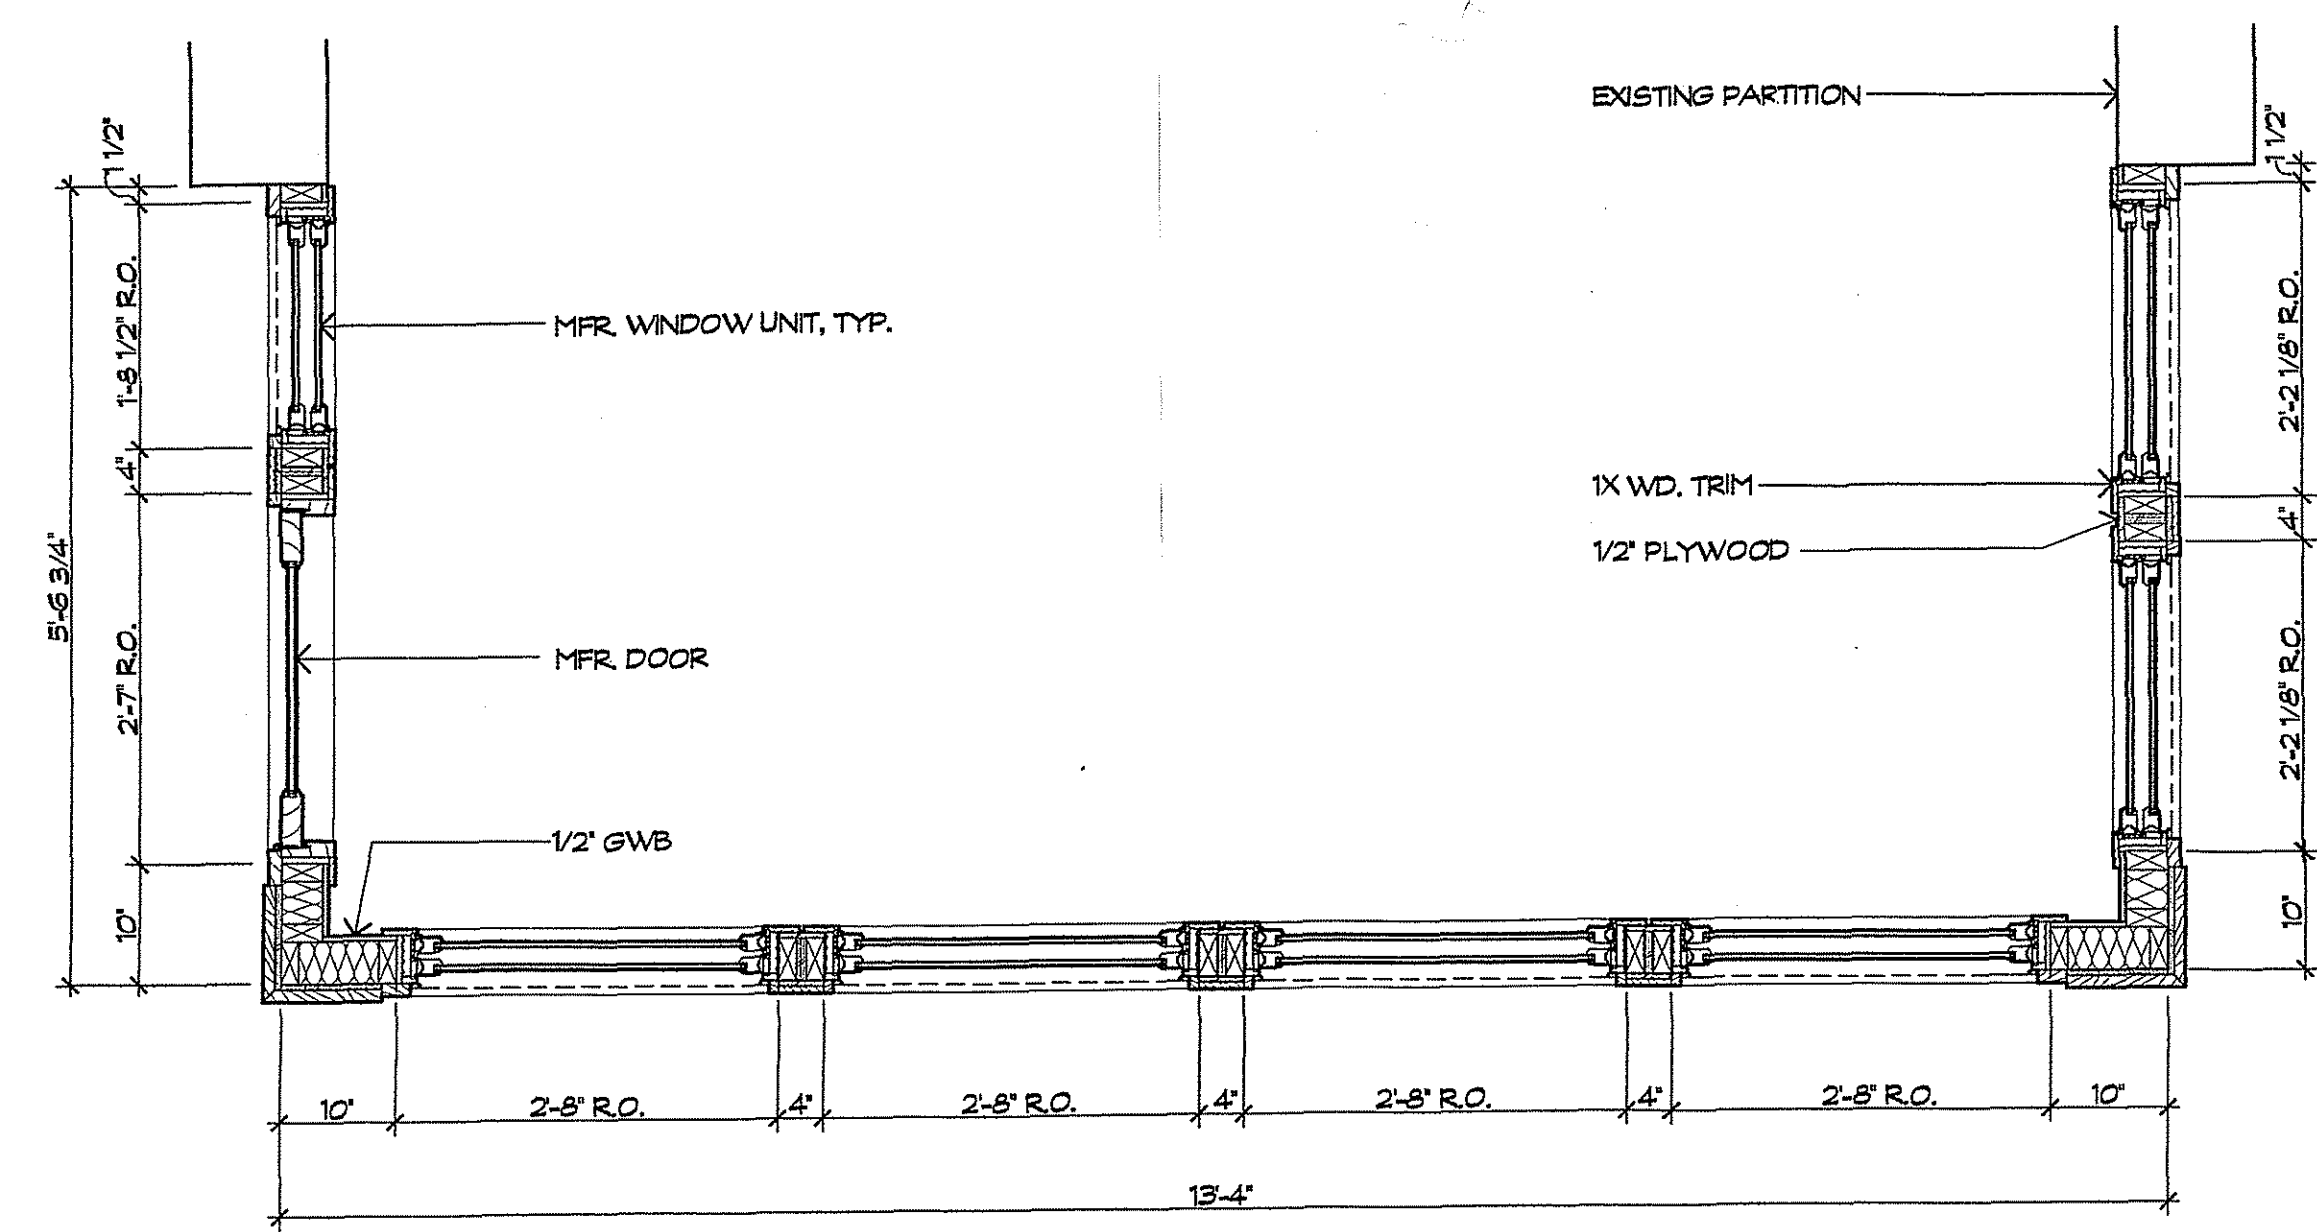 EXISTING PARTITION
1 1/2"
1 1/2"
1'-8 1/2" R.O.
2'-2 1/8" R.O.
MFR. WINDOW UNIT, TYP.
4"
1X WD. TRIM
4"
1/2" PLYWOOD
5'-6 3/4"
2'-7" R.O.
MFR. DOOR
2'-2 1/8" R.O.
1/2" GWB
10"
10"
10"
2'-8" R.O.
4"
2'-8" R.O.
4"
2'-8" R.O.
4"
2'-8" R.O.
10"
13'-4"